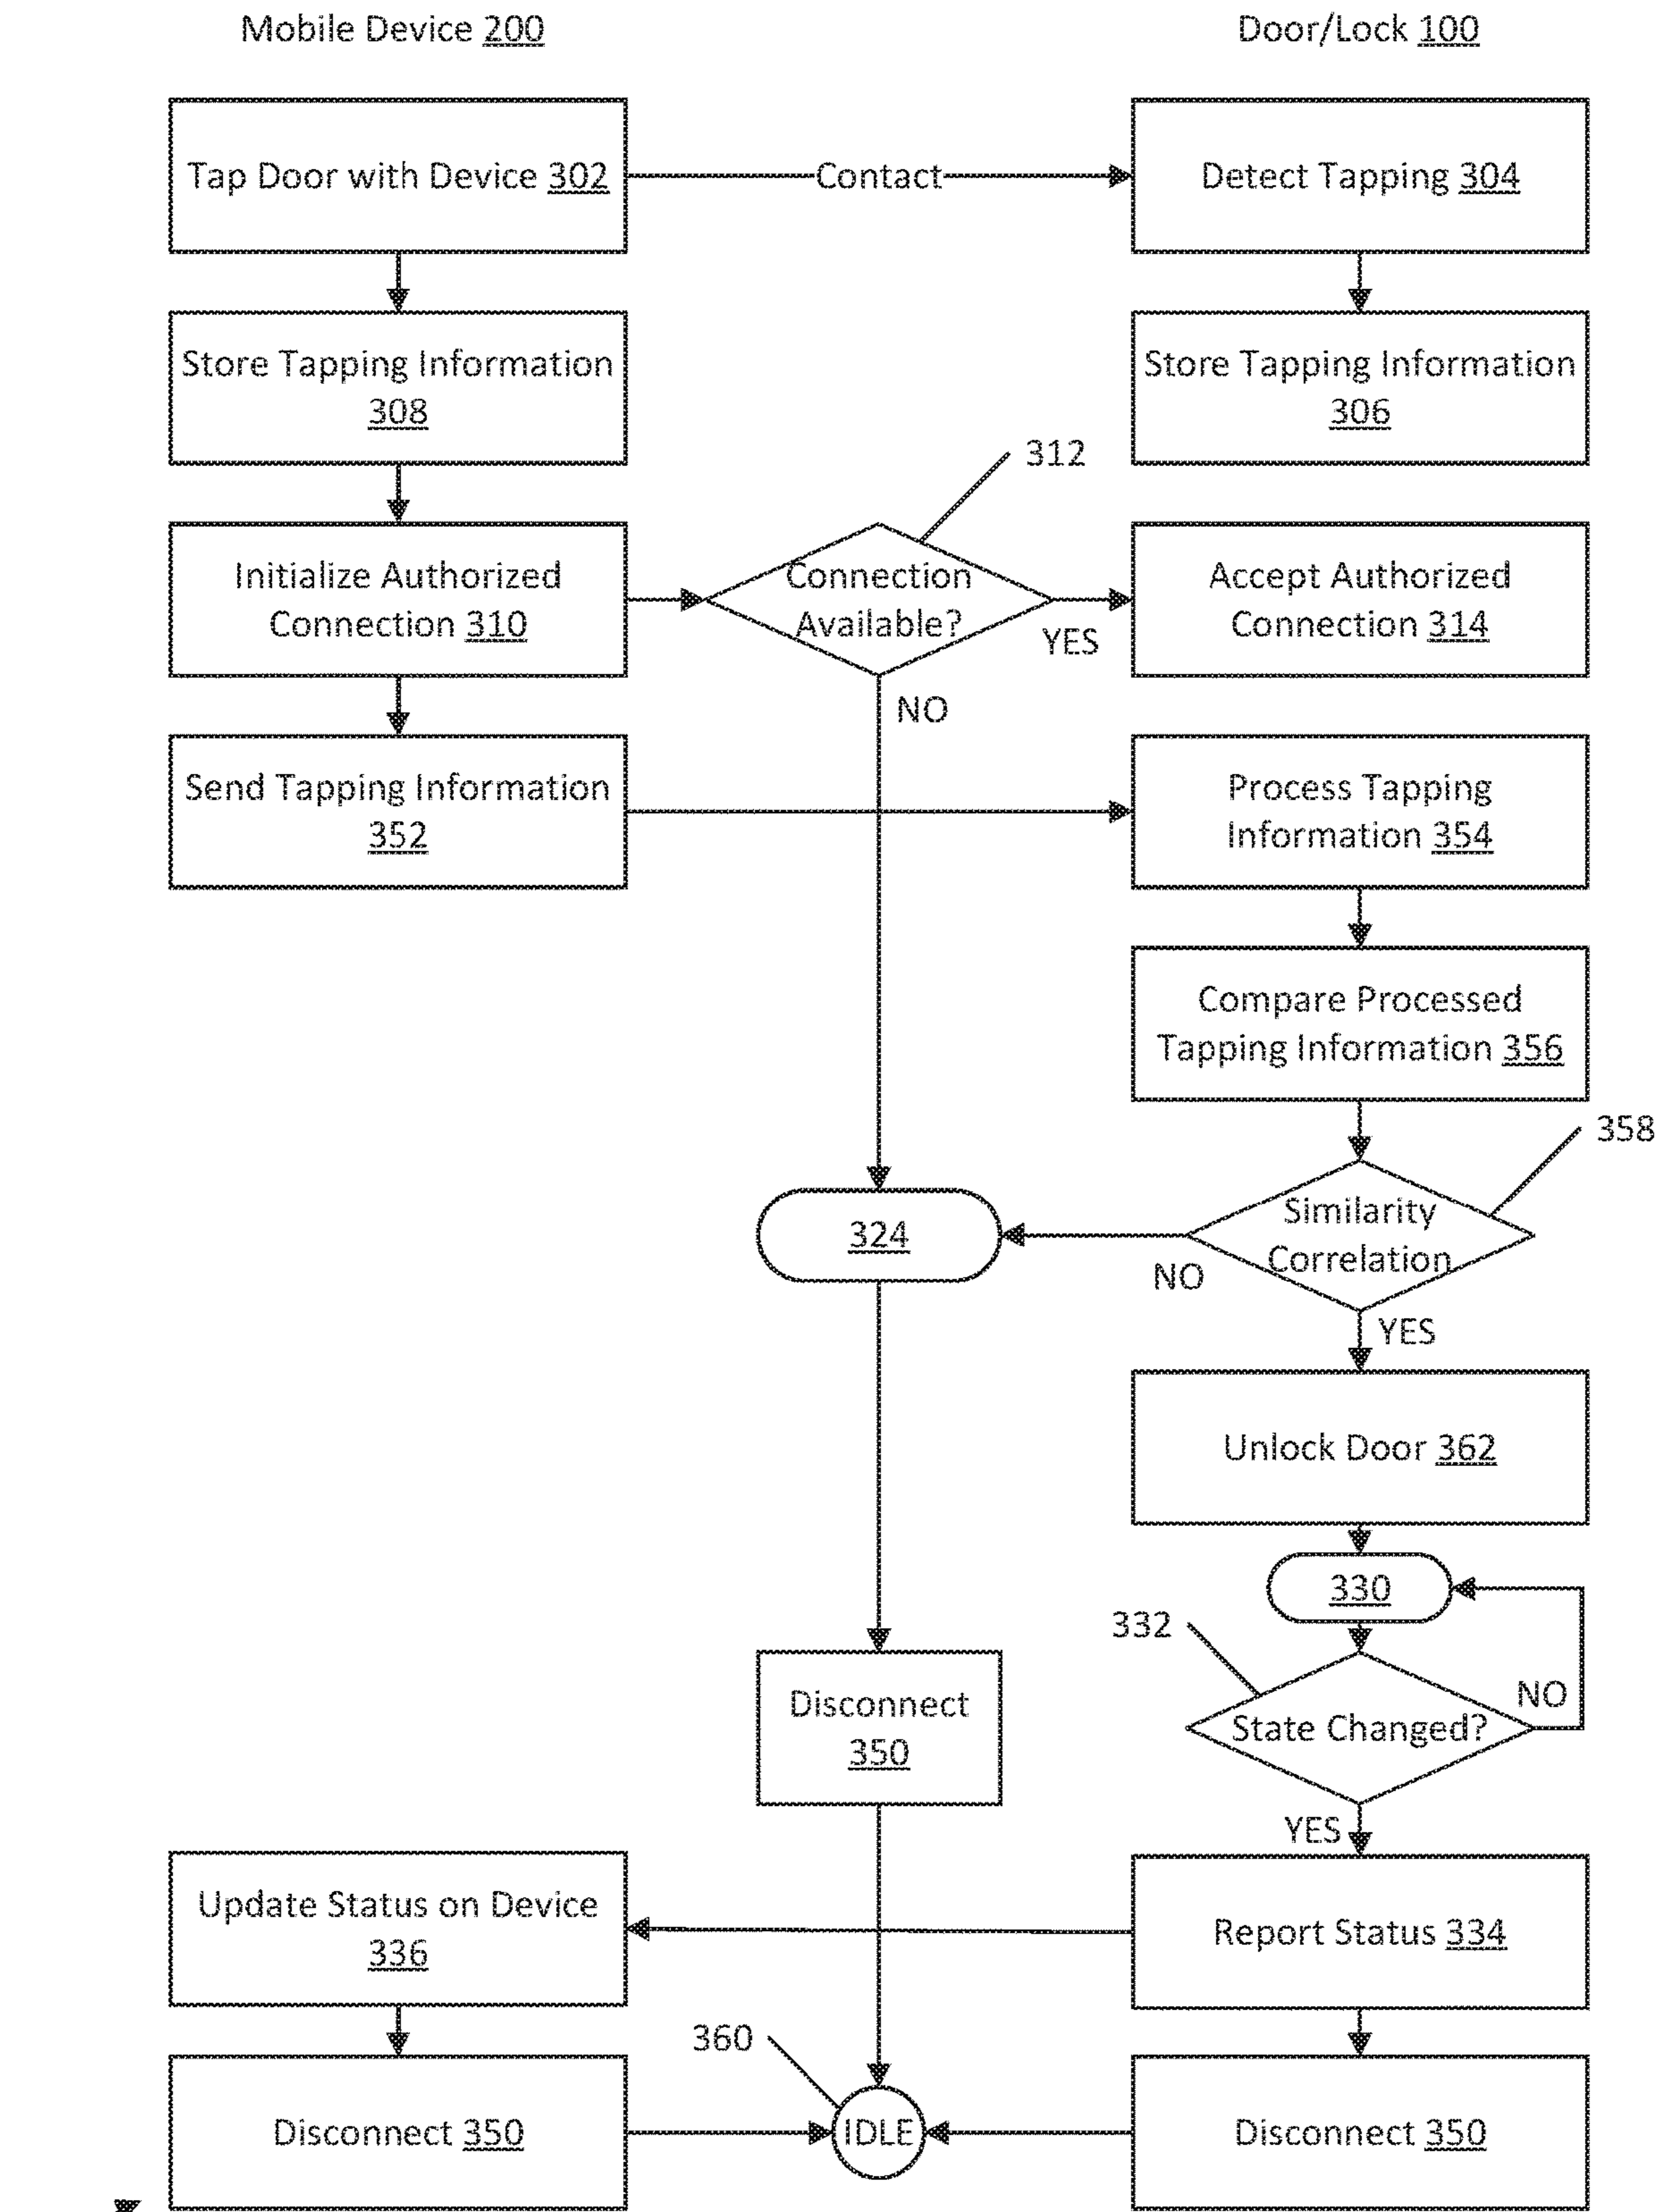 Mobile Device 200
Door/Lock 100
Tap Door with Device 302
Contact
Detect Tapping 304
Store Tapping Information
308
Store Tapping Information
306
312
Initialize Authorized
Connection 310
Connection
Available?
YES
NO
Accept Authorized
Connection 314
Send Tapping Information
352
Process Tapping
Information 354
Compare Processed
Tapping Information 356
358
324
Similarity
Correlation
NO
YES
Unlock Door 362
330
332
State Changed?
NO
YES
Disconnect
350
Update Status on Device
336
Report Status 334
360
Disconnect 350
IDLE
Disconnect 350